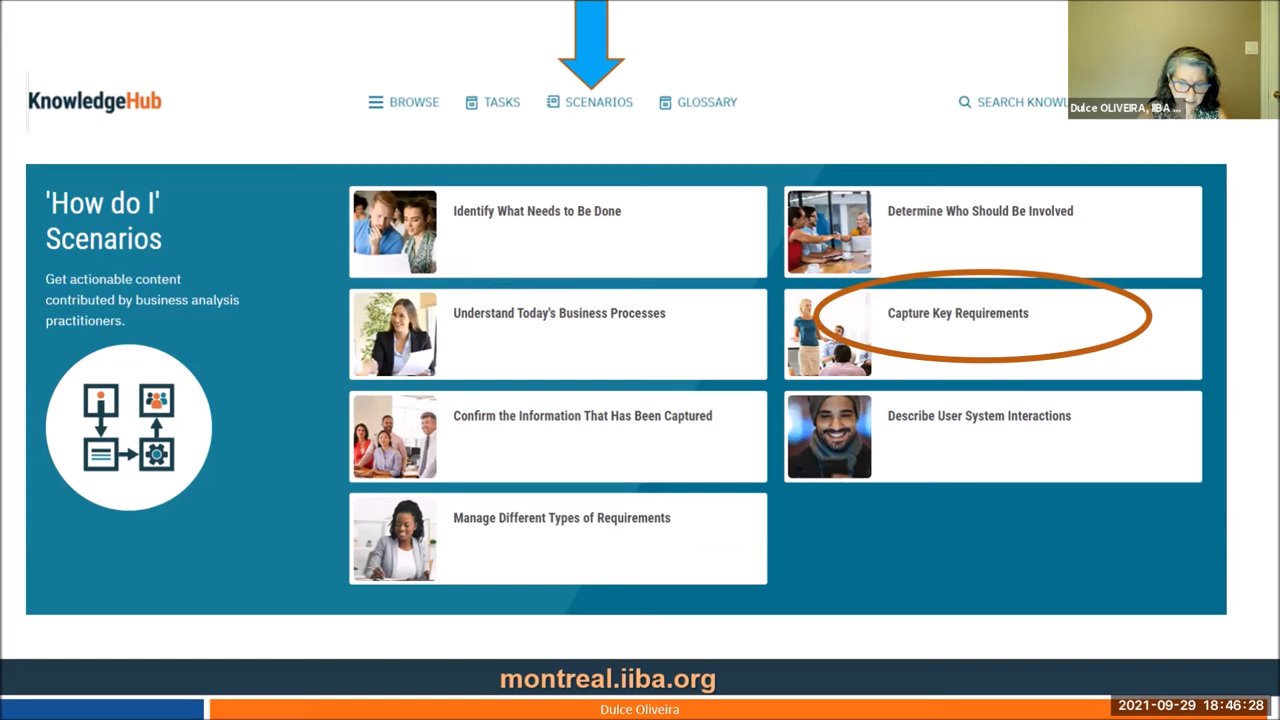 KnowledgeHub
BROWSE
TASKS
SCENARIOS
GLOSSARY
SEARCH KNOWL
Dulce OLIVEIRA, IIBA ...
'How do I'
Scenarios
Get actionable content
contributed by business analysis
practitioners.
Identify What Needs to Be Done
Determine Who Should Be Involved
Understand Today's Business Processes
Capture Key Requirements
Confirm the Information That Has Been Captured
Describe User System Interactions
Manage Different Types of Requirements
montreal.iiba.org
Dulce Oliveira
2021-09-29 18:46:28